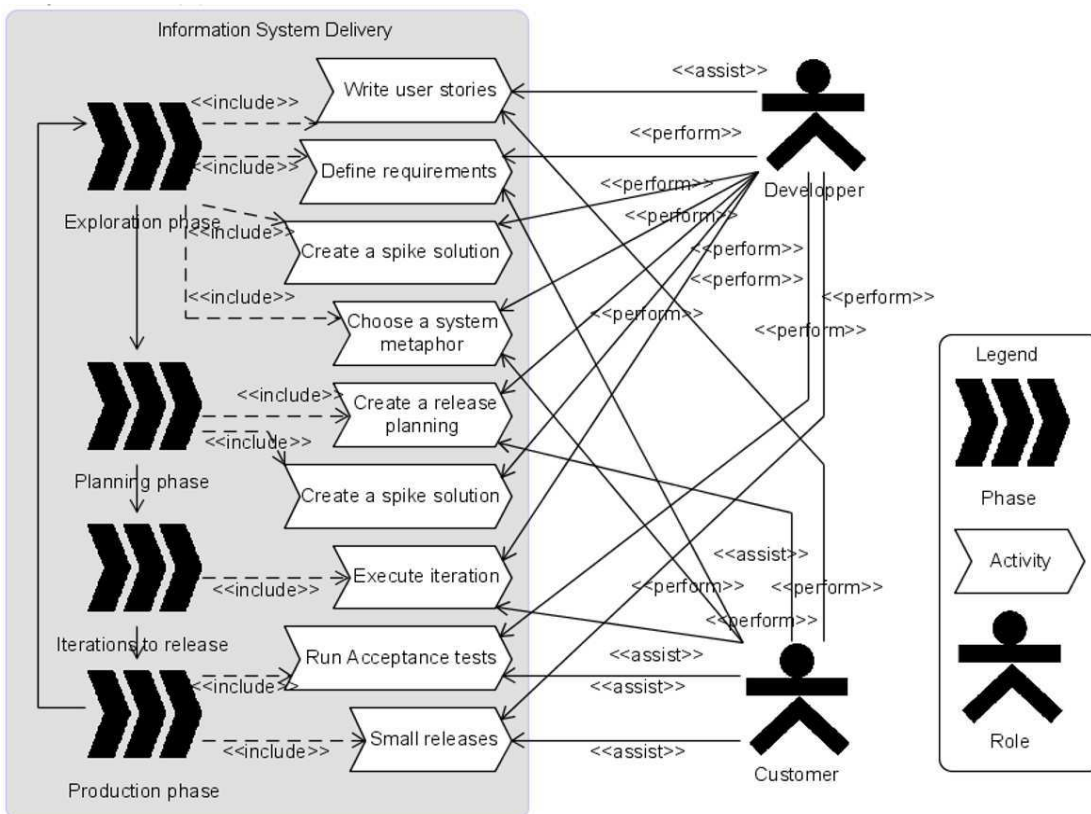 Information System Delivery
Write user stories
<<assist>>
<<include>>
Define requirements
<<perform>>
<<include>>
Developper
Exploration phase
<<include>>
Create a spike solution
<<perform>>
<<perform>>
<<perform>>
<<include>>
Choose a system
metaphor
<<perform>>
<<perform>>
<<perform>>
<<perform>>
Legend
<<include>>
Create a release
planning
<<include>>
Planning phase
Create a spike solution
Phase
<<include>>
Execute iteration
<<assist>>
<<perform>>
<<perform>>
<<perform>>
Activity
Iterations to release
Run Acceptance tests
<<assist>>
<<include>>
<<assist>>
Small releases
<<include>>
<<assist>>
Customer
Role
Production phase